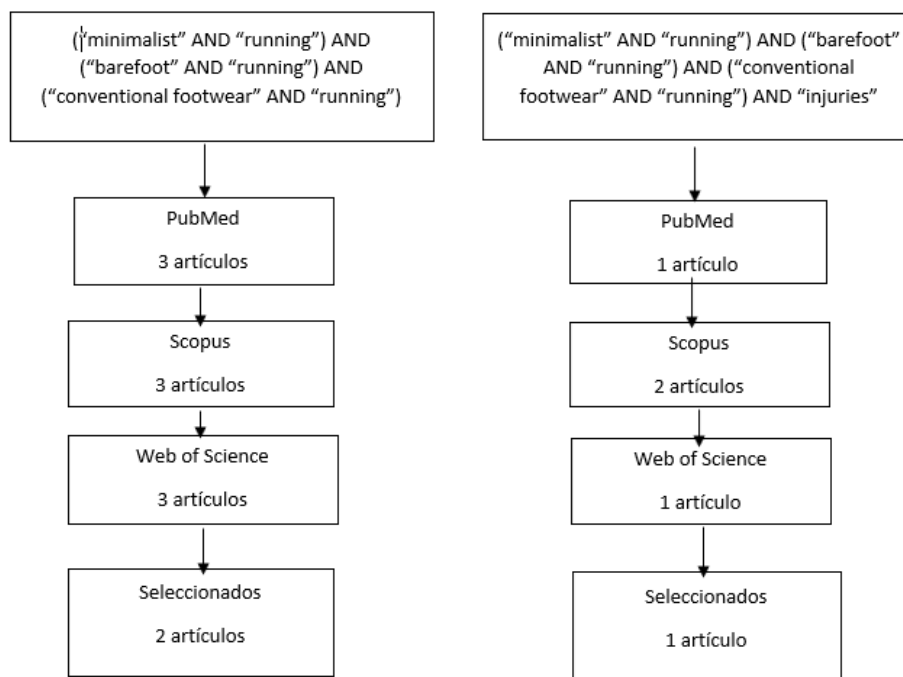 (“minimalist” AND “running”) AND
(“barefoot” AND “running”) AND
(“conventional footwear” AND “running”)
PubMed
3 artículos
Scopus
3 artículos
Web of Science
3 artículos
Seleccionados
2 artículos
(“minimalist” AND “running”) AND (“barefoot”
AND “running”) AND (“conventional
footwear” AND “running”) AND “injuries”
PubMed
1 artículo
Scopus
2 artículos
Web of Science
1 artículo
Seleccionados
1 artículo